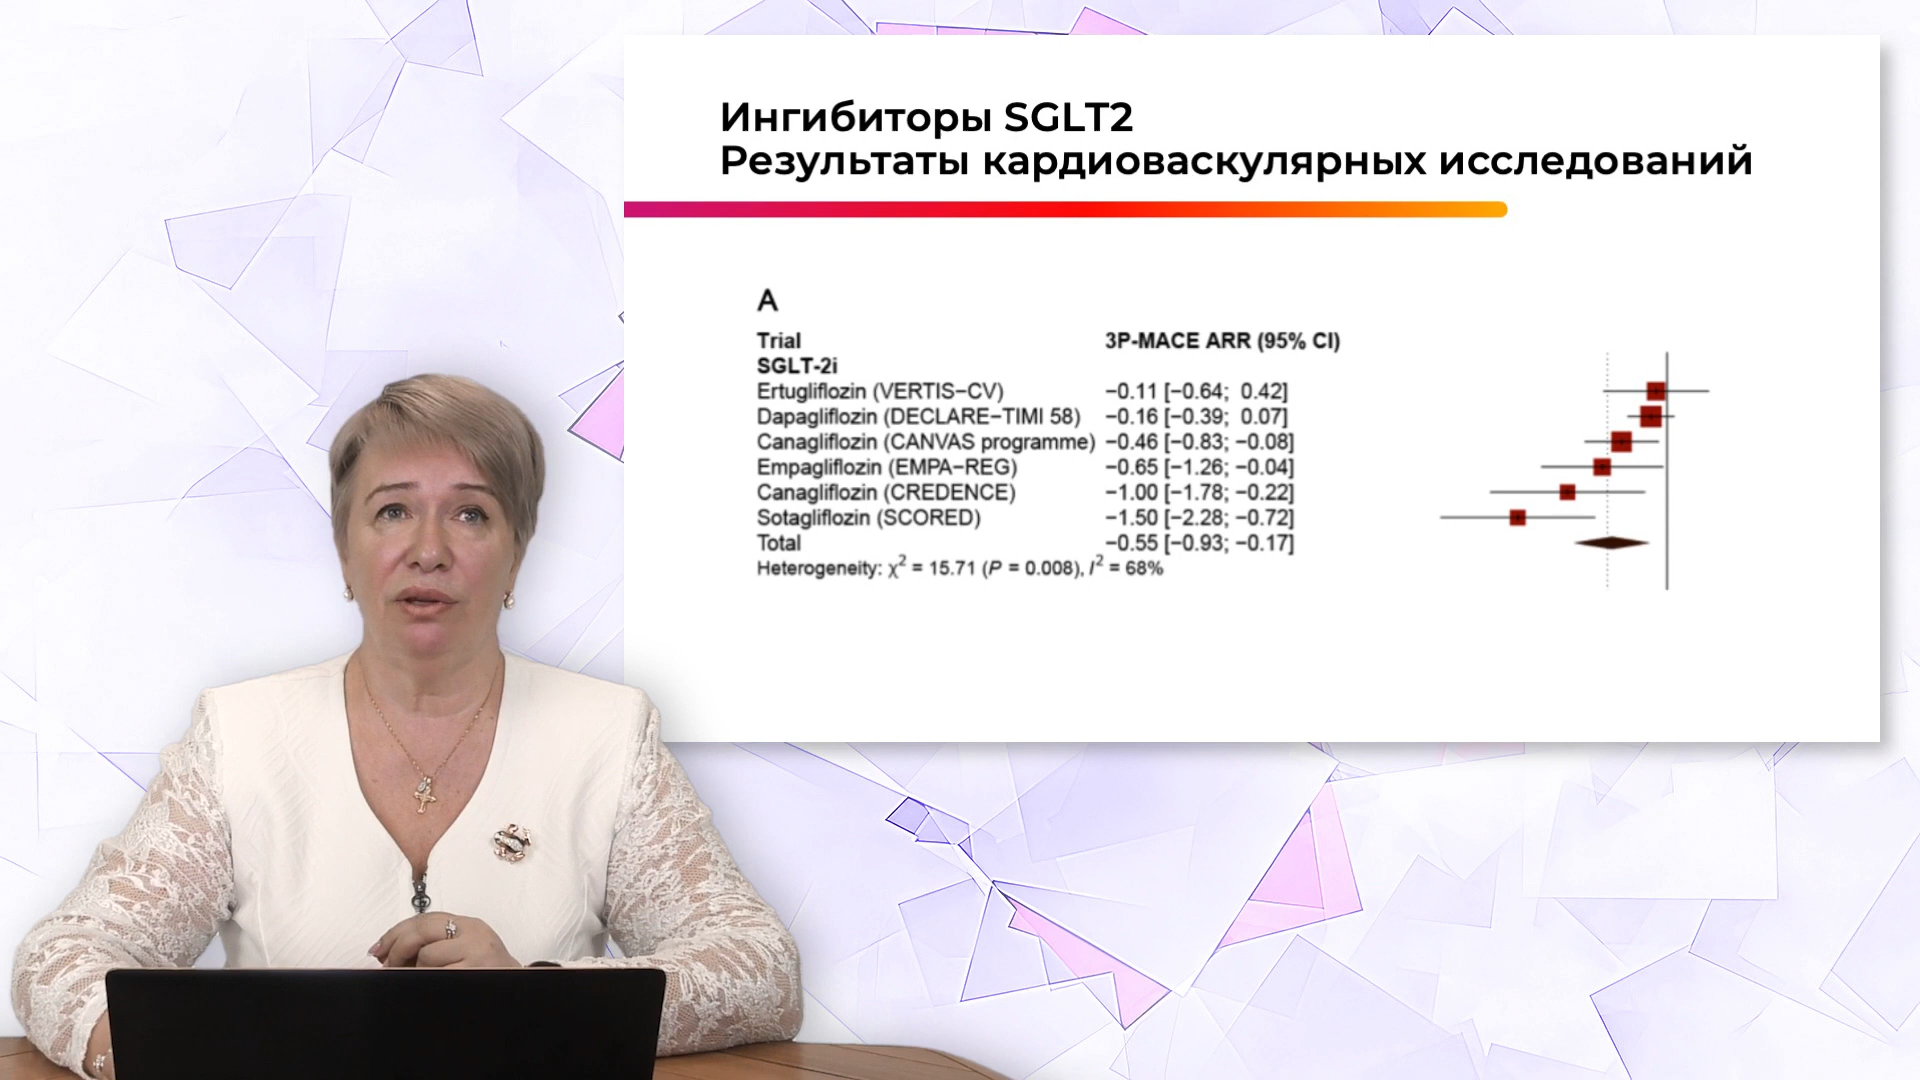 Ингибиторы SGLT2
Результаты кардиоваскулярных исследований
A
Trial 3P-MACE ARR (95% CI)
SGLT-2i
Ertugliflozin (VERTIS−CV) −0.11 [−0.64; 0.42]
Dapagliflozin (DECLARE−TIMI 58) −0.16 [−0.39; 0.07]
Canagliflozin (CANVAS programme) −0.46 [−0.83; −0.08]
Empagliflozin (EMPA−REG) −0.65 [−1.26; −0.04]
Canagliflozin (CREDENCE) −1.00 [−1.78; −0.22]
Sotagliflozin (SCORED) −1.50 [−2.28; −0.72]
Total −0.55 [−0.93; −0.17]
Heterogeneity: χ² = 15.71 (P = 0.008), I² = 68%